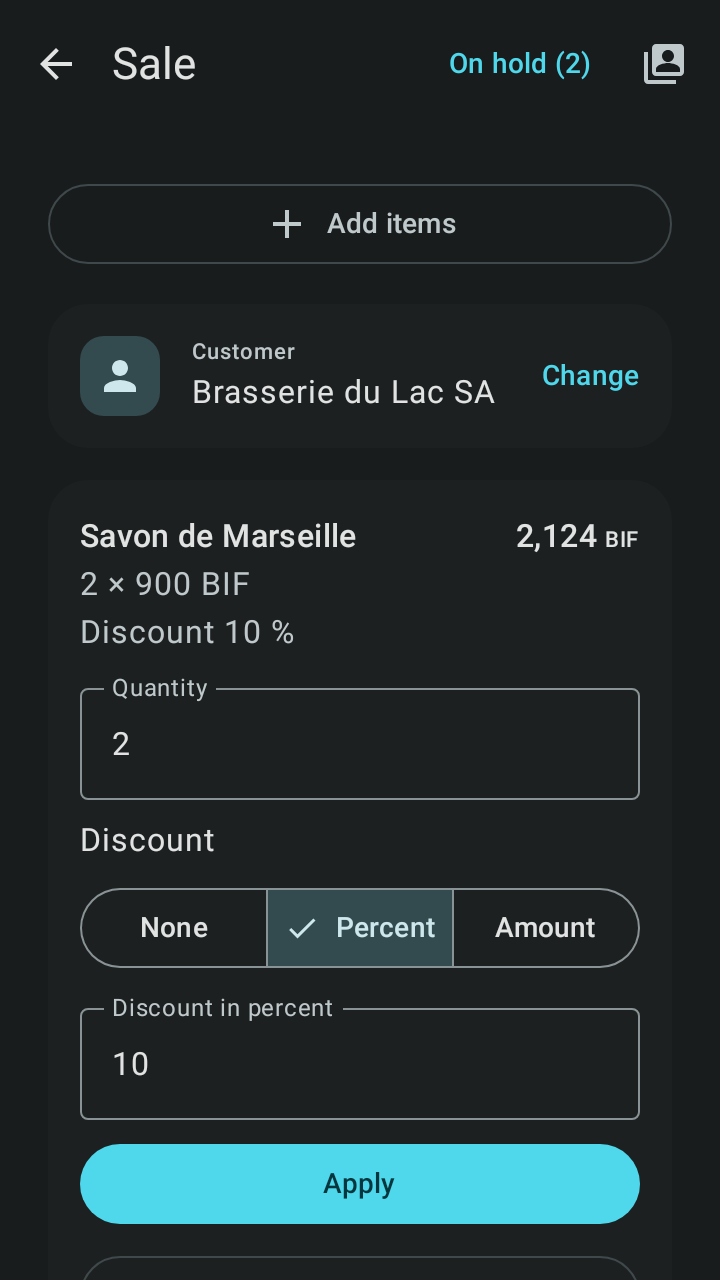 Sale
On hold (2)
Add items
Customer
Brasserie du Lac SA
Change
Savon de Marseille
2,124 BIF
2 × 900 BIF
Discount 10 %
Quantity
2
Discount
None
Percent
Amount
Discount in percent
10
Apply